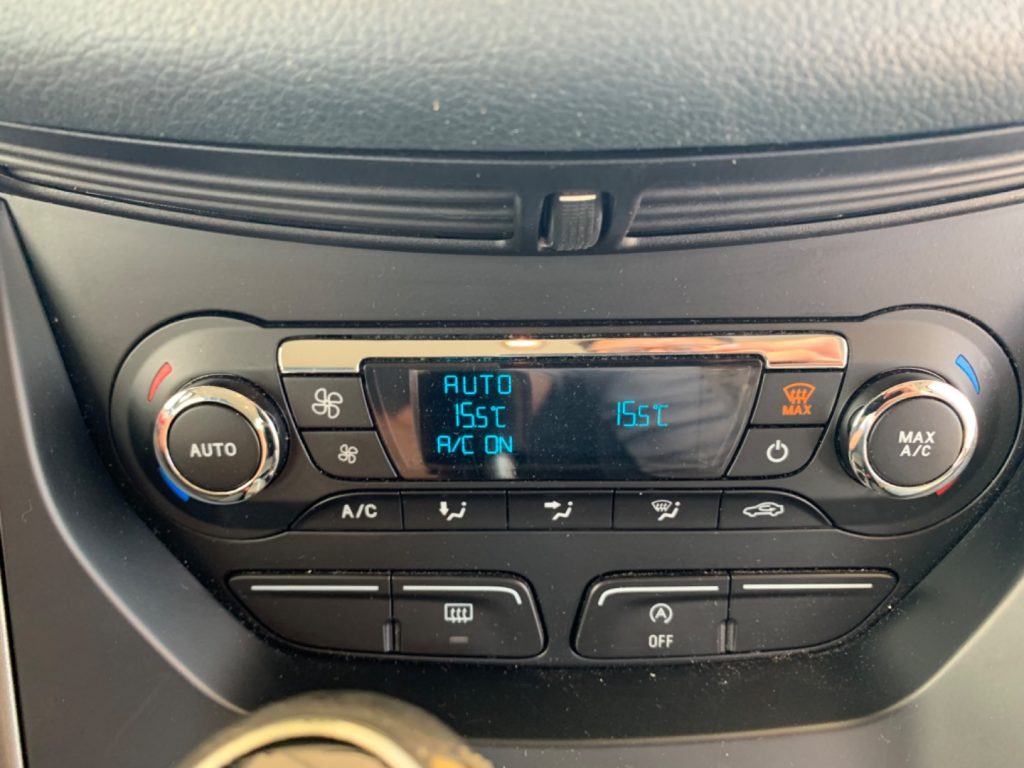 AUTO
15.5°C 15.5°C
A/C ON
MAX
AUTO
MAX
A/C
A/C
OFF